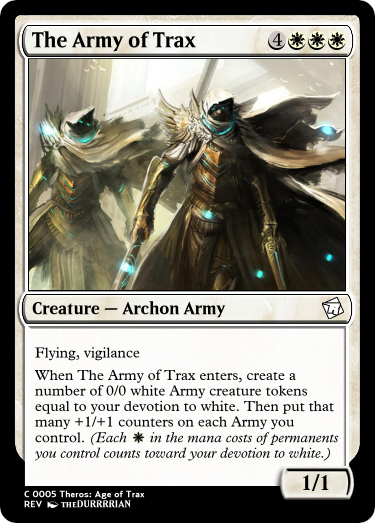 The Army of Trax 4
Creature — Archon Army
Flying, vigilance
When The Army of Trax enters, create a
number of 0/0 white Army creature tokens
equal to your devotion to white. Then put that
many +1/+1 counters on each Army you
control. (Each in the mana costs of permanents
you control counts toward your devotion to white.)
1/1
C 0005 Theros: Age of Trax
REV THEDURRRRIAN